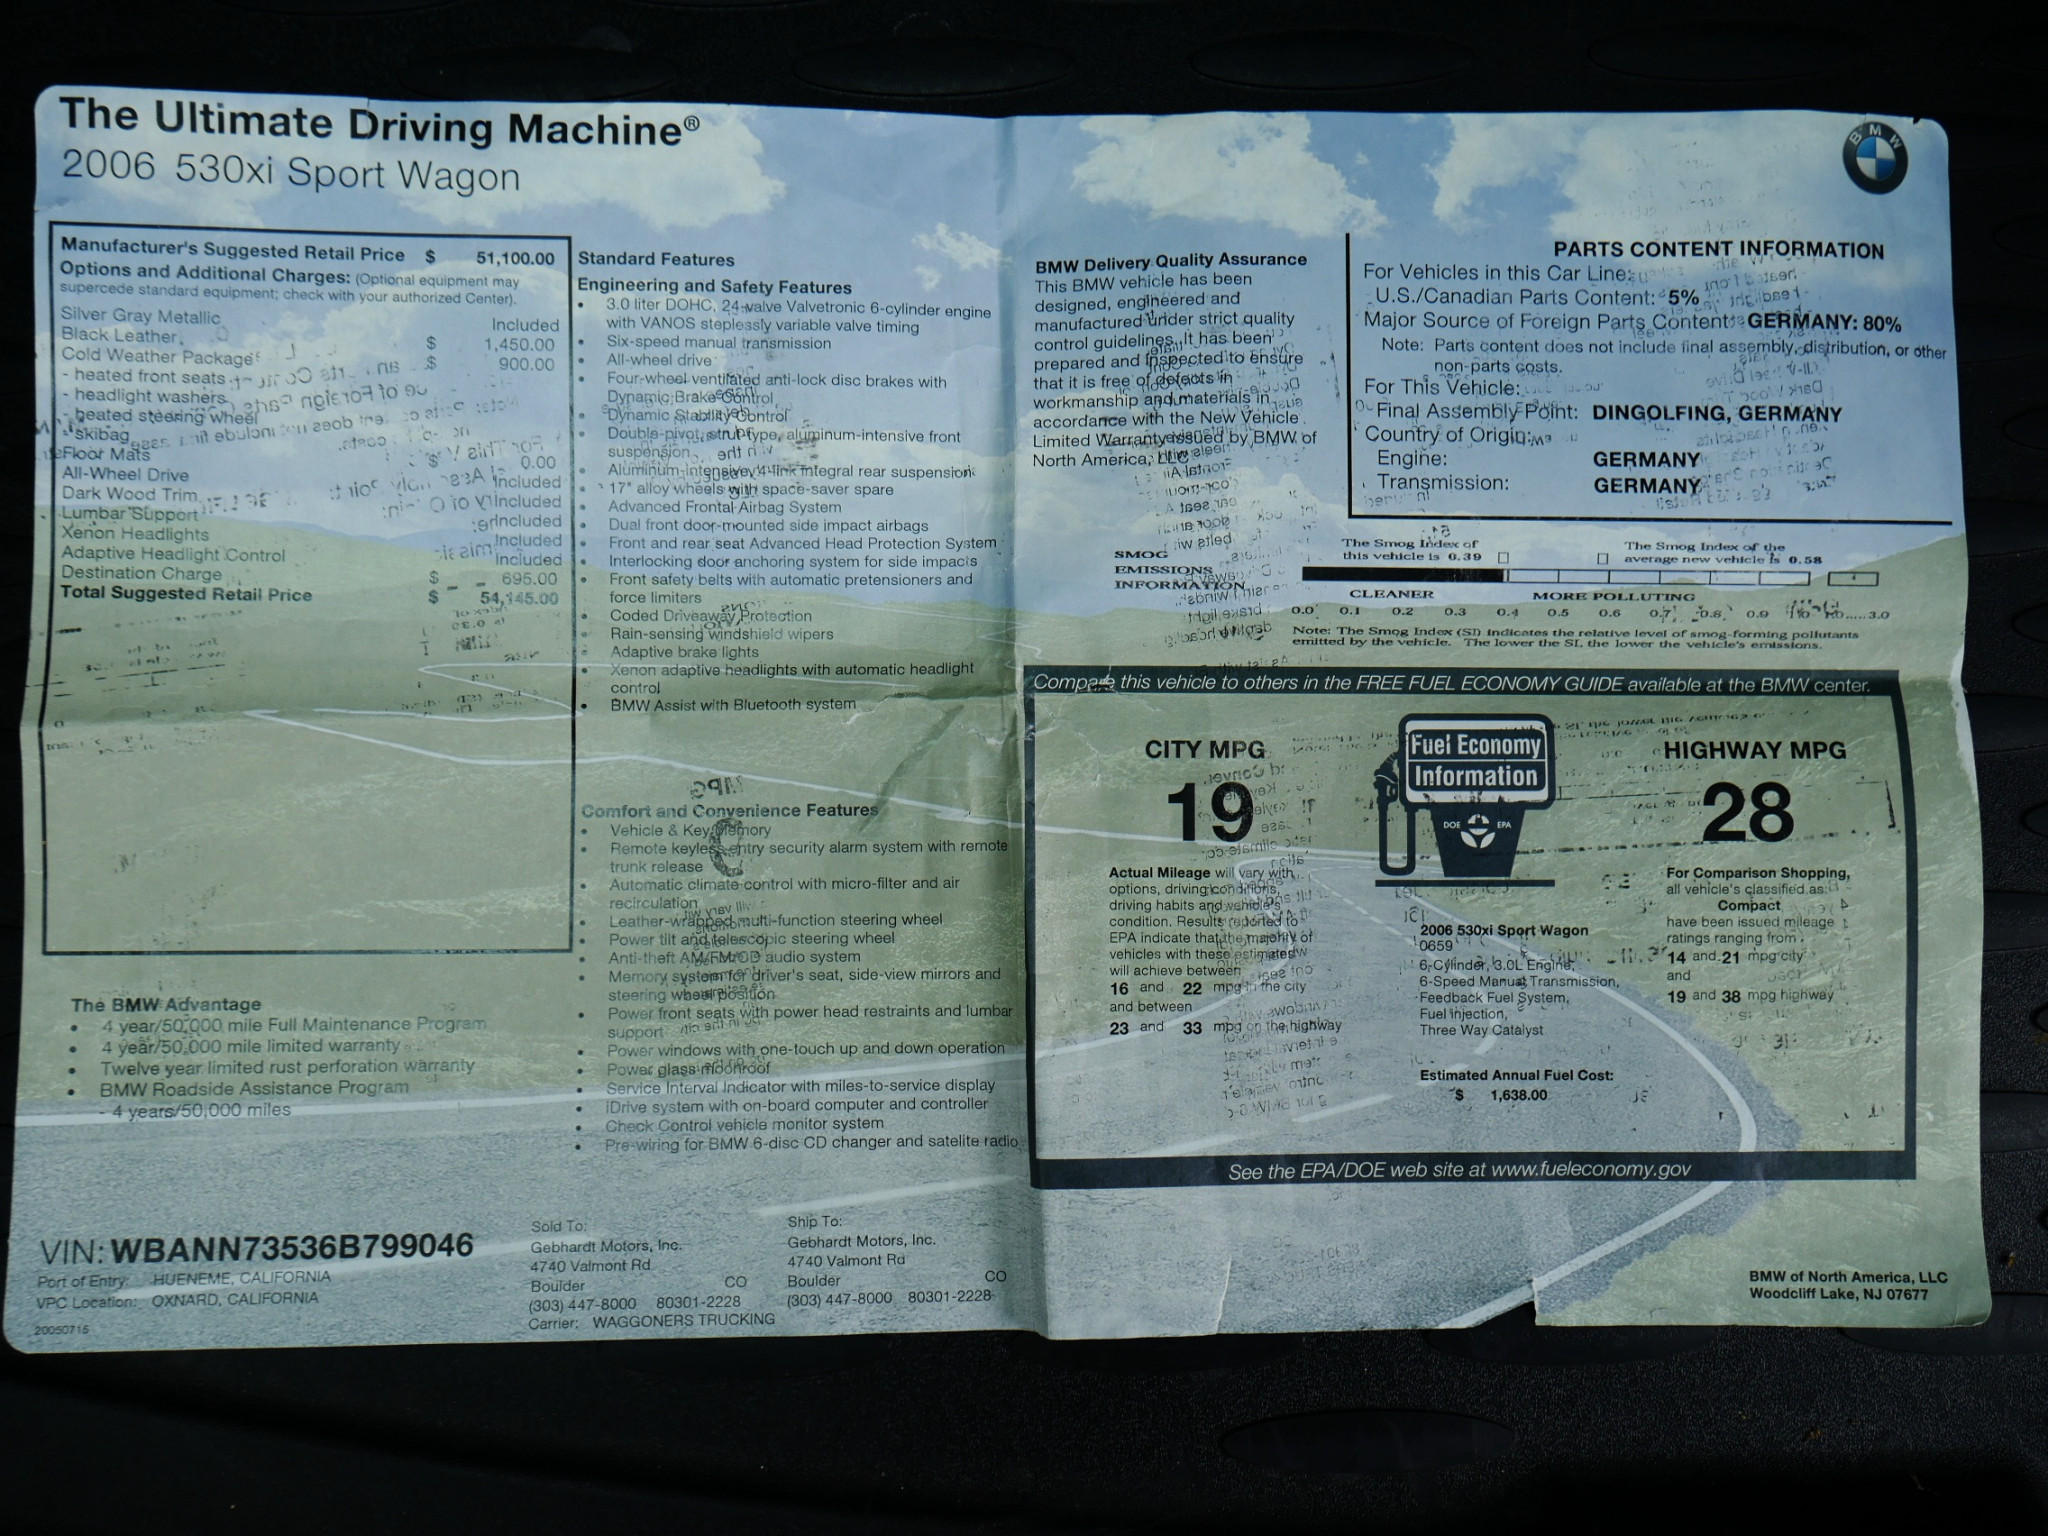 The Ultimate Driving Machine®
2006 530xi Sport Wagon
BMW
Manufacturer's Suggested Retail Price $ 51,100.00
Options and Additional Charges: (Optional equipment may
supercede standard equipment; check with your authorized Center).
Silver Gray Metallic Included
Black Leather $ 1,450.00
Cold Weather Package $ 900.00
- heated front seats
- headlight washers
- heated steering wheel
- skibag
Floor Mats $ 0.00
All-Wheel Drive Included
Dark Wood Trim Included
Lumbar Support Included
Xenon Headlights Included
Adaptive Headlight Control Included
Destination Charge $ 695.00
Total Suggested Retail Price $ 54,145.00
The BMW Advantage
• 4 year/50,000 mile Full Maintenance Program
• 4 year/50,000 mile limited warranty
• Twelve year limited rust perforation warranty
• BMW Roadside Assistance Program
- 4 years/50,000 miles
Standard Features
Engineering and Safety Features
• 3.0 liter DOHC, 24-valve Valvetronic 6-cylinder engine
with VANOS steplessly variable valve timing
• Six-speed manual transmission
• All-wheel drive
• Four-wheel ventilated anti-lock disc brakes with
Dynamic Brake Control
• Dynamic Stability Control
• Double-pivot, strut-type, aluminum-intensive front
suspension
• Aluminum-intensive, 4-link integral rear suspension
• 17" alloy wheels with space-saver spare
• Advanced Frontal Airbag System
• Dual front door-mounted side impact airbags
• Front and rear seat Advanced Head Protection System
• Interlocking door anchoring system for side impacts
• Front safety belts with automatic pretensioners and
force limiters
• Coded Driveaway Protection
• Rain-sensing windshield wipers
• Adaptive brake lights
• Xenon adaptive headlights with automatic headlight
control
• BMW Assist with Bluetooth system
Comfort and Convenience Features
• Vehicle & Key Memory
• Remote keyless entry security alarm system with remote
trunk release
• Automatic climate control with micro-filter and air
recirculation
• Leather-wrapped multi-function steering wheel
• Power tilt and telescopic steering wheel
• Anti-theft AM/FM/CD audio system
• Memory system for driver's seat, side-view mirrors and
steering wheel position
• Power front seats with power head restraints and lumbar
support
• Power windows with one-touch up and down operation
• Power glass moonroof
• Service Interval Indicator with miles-to-service display
• iDrive system with on-board computer and controller
• Check Control vehicle monitor system
• Pre-wiring for BMW 6-disc CD changer and satelite radio
BMW Delivery Quality Assurance
This BMW vehicle has been
designed, engineered and
manufactured under strict quality
control guidelines. It has been
prepared and inspected to ensure
that it is free of defects in
workmanship and materials in
accordance with the New Vehicle
Limited Warranty issued by BMW of
North America, LLC
PARTS CONTENT INFORMATION
For Vehicles in this Car Line:
U.S./Canadian Parts Content: 5%
Major Source of Foreign Parts Content: GERMANY: 80%
Note: Parts content does not include final assembly, distribution, or other
non-parts costs.
For This Vehicle:
Final Assembly Point: DINGOLFING, GERMANY
Country of Origin:
Engine: GERMANY
Transmission: GERMANY
SMOG
EMISSIONS
INFORMATION
The Smog Index of
this vehicle is 0.39
The Smog Index of the
average new vehicle is 0.58
CLEANER MORE POLLUTING
0.0 0.1 0.2 0.3 0.4 0.5 0.6 0.7 0.8 0.9 1.0 3.0
Note: The Smog Index (SI) indicates the relative level of smog-forming pollutants
emitted by the vehicle. The lower the SI, the lower the vehicle's emissions.
Compare this vehicle to others in the FREE FUEL ECONOMY GUIDE available at the BMW center.
CITY MPG
19
Fuel Economy
Information
DOE EPA
HIGHWAY MPG
28
Actual Mileage will vary with
options, driving conditions,
driving habits and vehicle's
condition. Results reported to
EPA indicate that the majority of
vehicles with these estimates
will achieve between
16 and 22 mpg in the city
and between
23 and 33 mpg on the highway
2006 530xi Sport Wagon
0659
6-Cylinder, 3.0L Engine,
6-Speed Manual Transmission,
Feedback Fuel System,
Fuel Injection,
Three Way Catalyst
Estimated Annual Fuel Cost:
$ 1,638.00
For Comparison Shopping,
all vehicle's classified as
Compact
have been issued mileage
ratings ranging from
14 and 21 mpg city
and
19 and 38 mpg highway
See the EPA/DOE web site at www.fueleconomy.gov
VIN: WBANN73536B799046
Port of Entry: HUENEME, CALIFORNIA
VPC Location: OXNARD, CALIFORNIA
20050715
Sold To:
Gebhardt Motors, Inc.
4740 Valmont Rd
Boulder CO
(303) 447-8000 80301-2228
Carrier: WAGGONERS TRUCKING
Ship To:
Gebhardt Motors, Inc.
4740 Valmont Rd
Boulder CO
(303) 447-8000 80301-2228
BMW of North America, LLC
Woodcliff Lake, NJ 07677